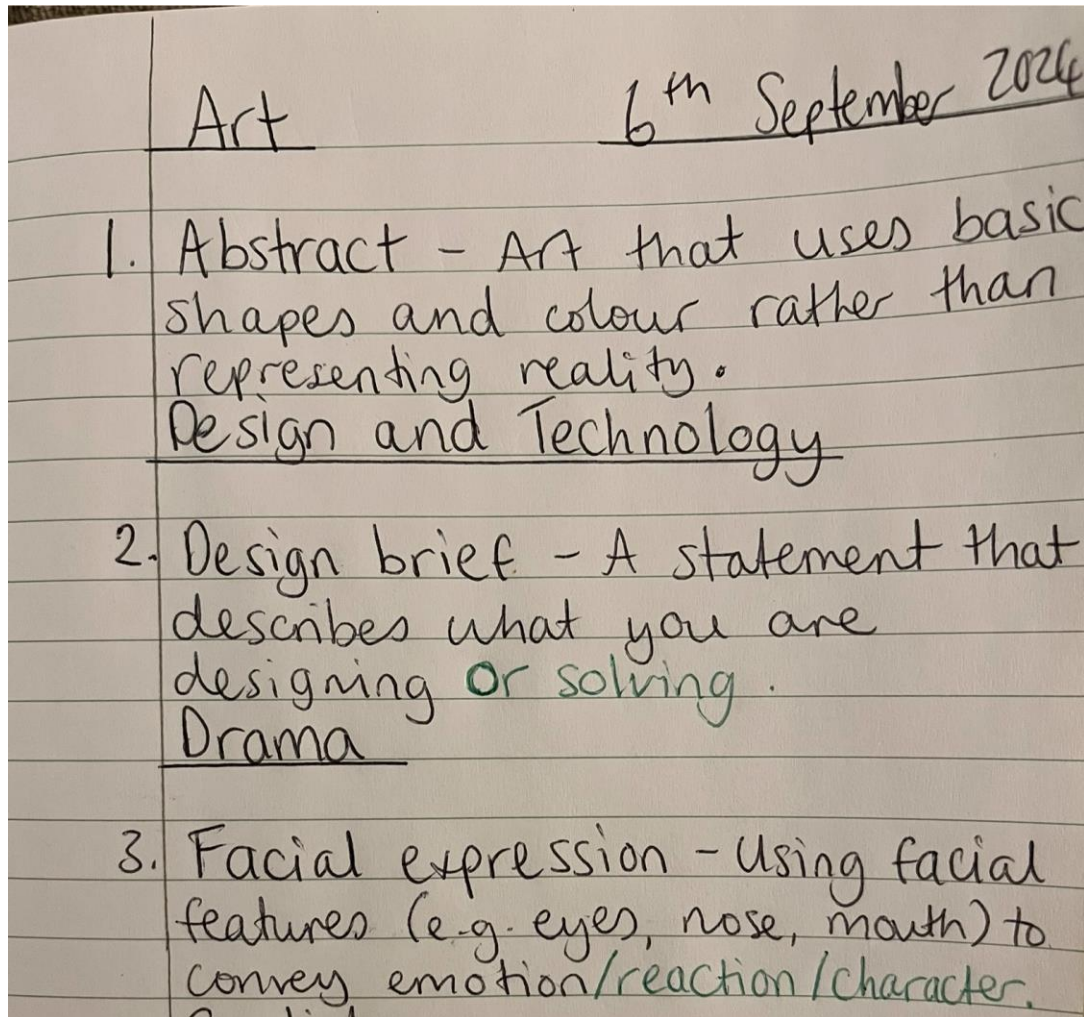 Art 6th September 2024
1. Abstract - Art that uses basic
shapes and colour rather than
representing reality.
Design and Technology
2. Design brief - A statement that
describes what you are
designing or solving.
Drama
3. Facial expression - Using facial
features (e.g. eyes, nose, mouth) to
convey emotion/reaction/character.